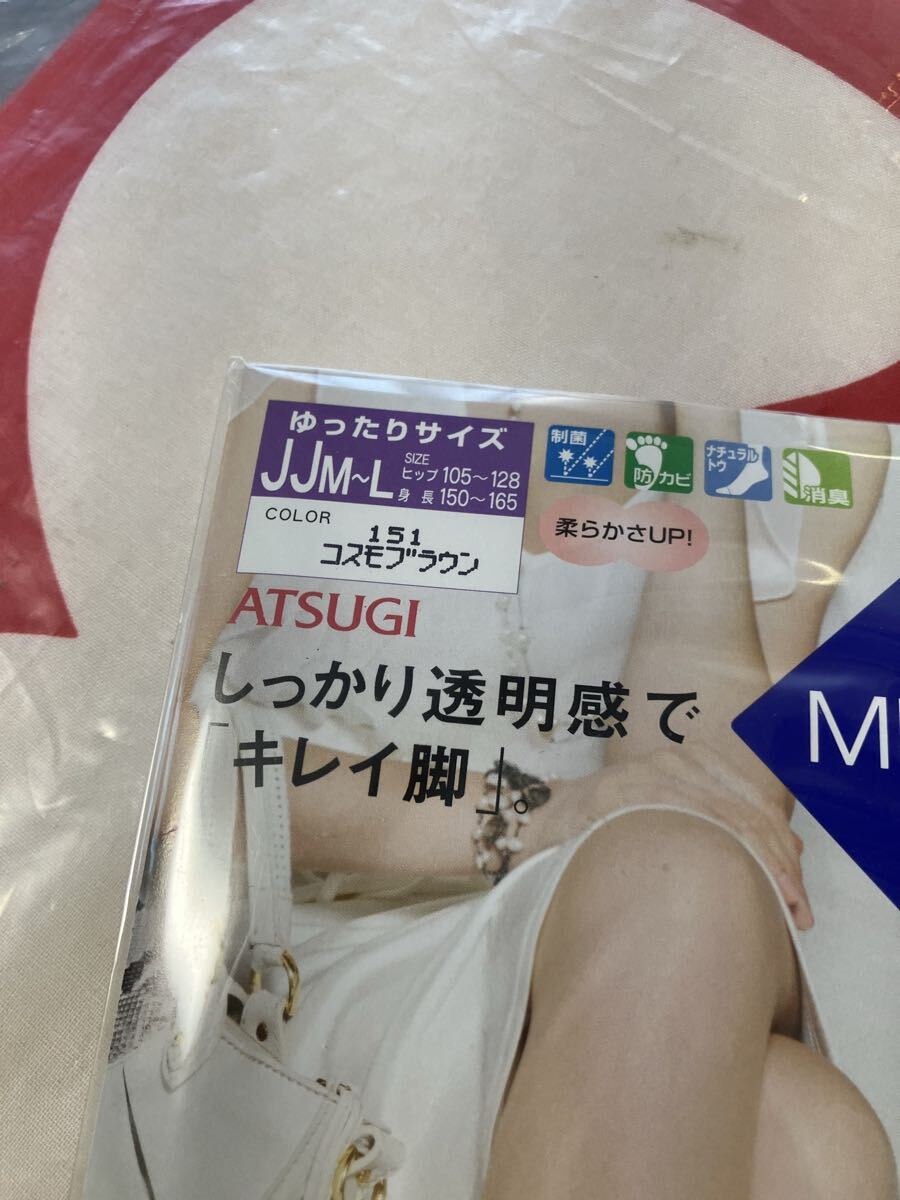 ゆったりサイズ
JJM~L
SIZE
ヒップ 105~128
身長 150~165
COLOR
151
コスモブラウン
制菌
防カビ
ナチュラル
トウ
消臭
柔らかさUP!
ATSUGI
しっかり透明感で
「キレイ脚」。